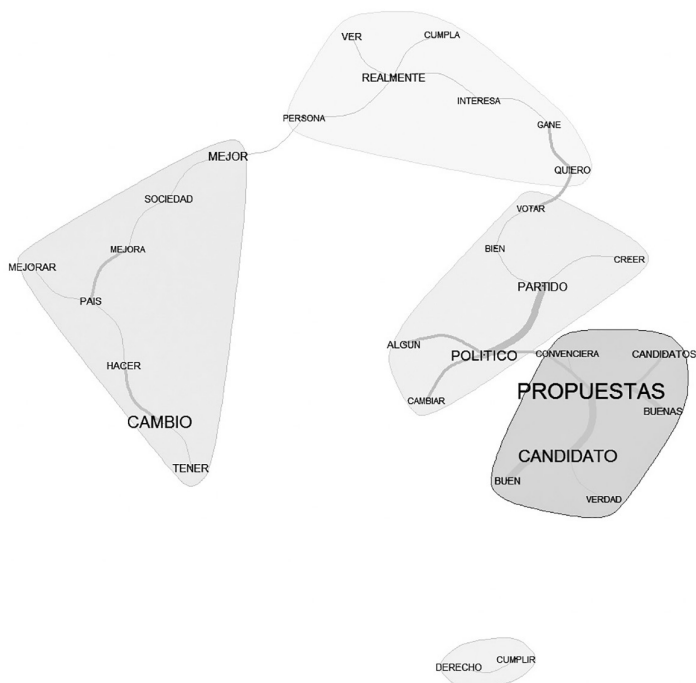 VER
CUMPLA
REALMENTE
INTERESA
PERSONA
GANE
QUIERO
MEJOR
SOCIEDAD
MEJORA
MEJORAR
PAIS
HACER
CAMBIO
TENER
VOTAR
BIEN
CREER
PARTIDO
ALGUN
POLITICO
CAMBIAR
CONVENCIERA
CANDIDATOS
PROPUESTAS
BUENAS
CANDIDATO
BUEN
VERDAD
DERECHO
CUMPLIR